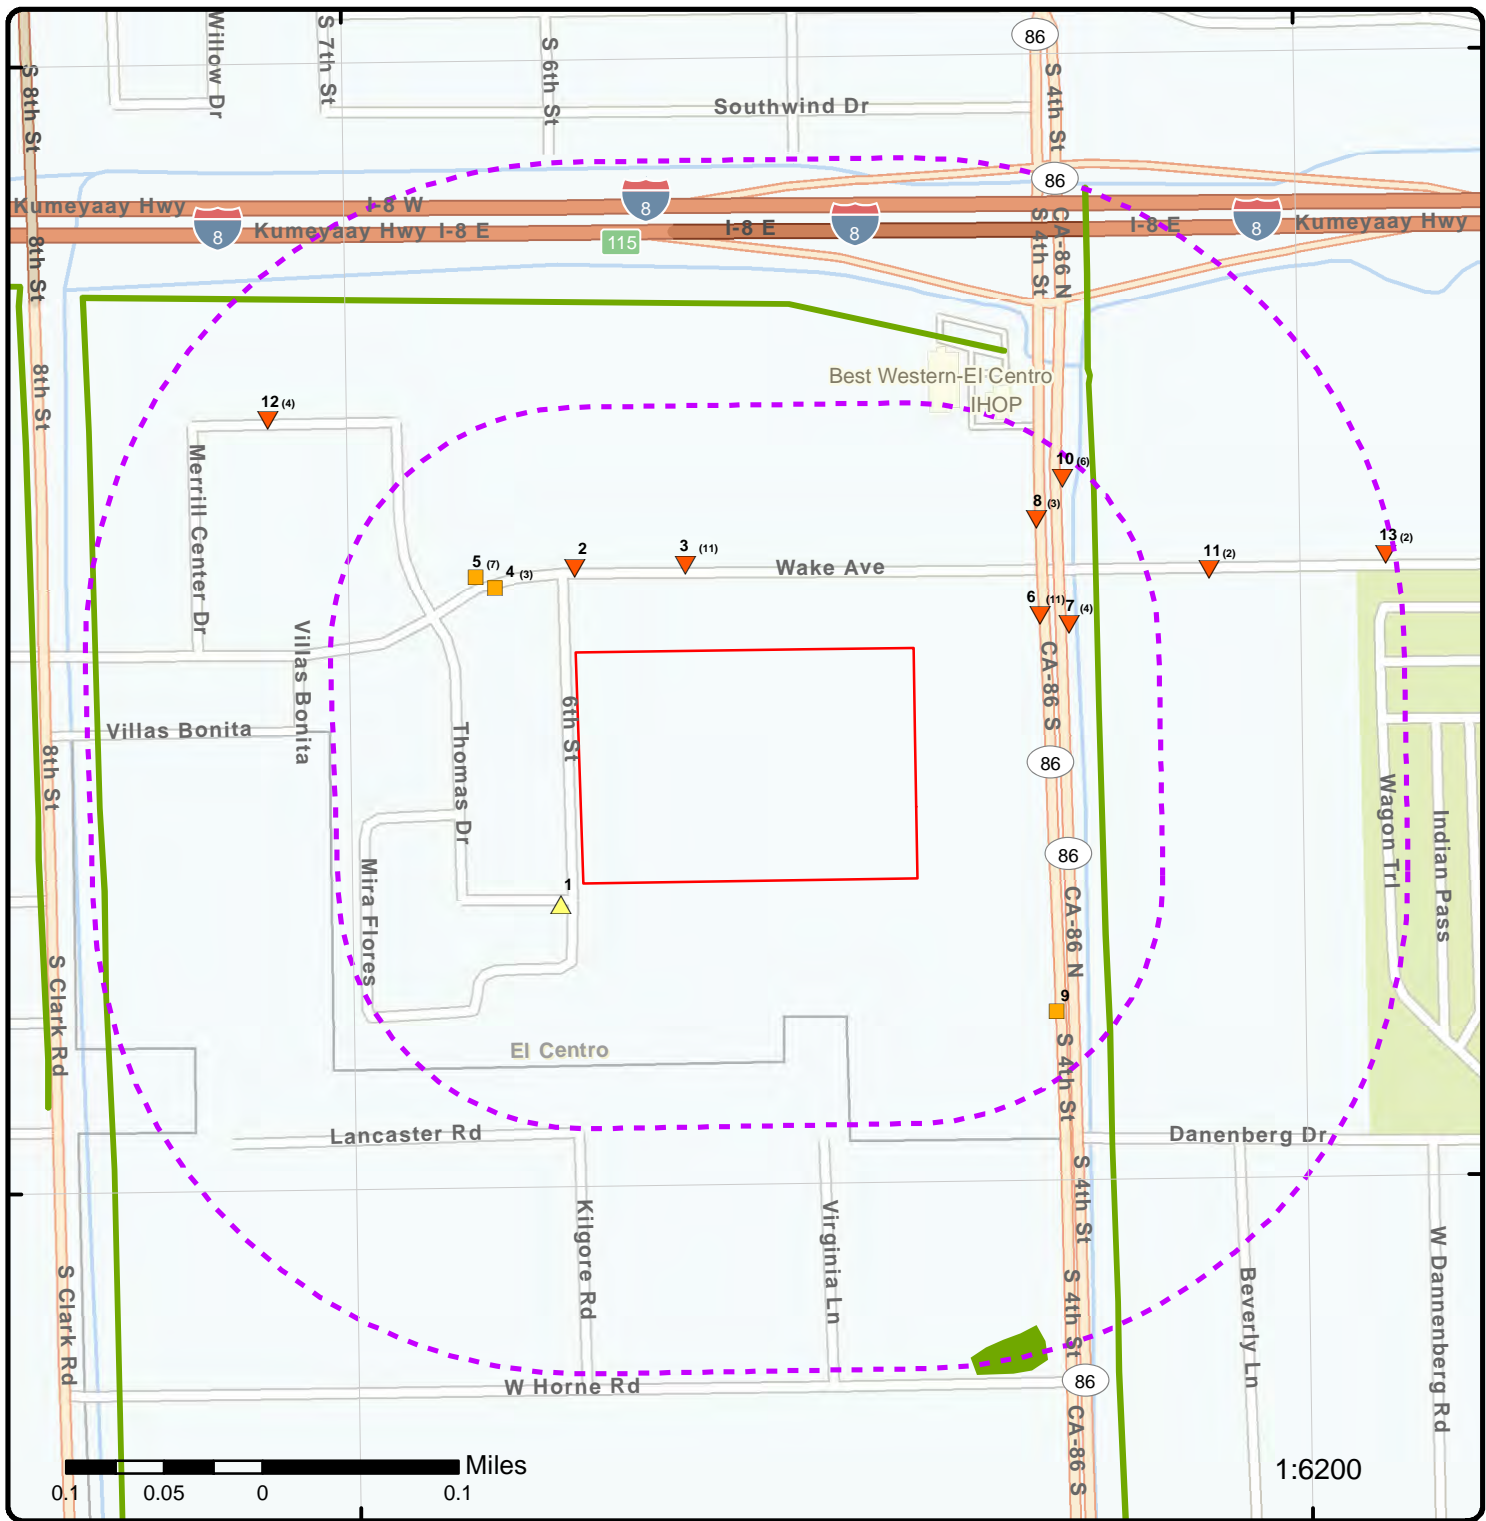 86
Willow Dr
S 7th St
S 6th St
S 8th St
S 4th St
Southwind Dr
86
Kumeyaay Hwy
I-8 W
8
8
Kumeyaay Hwy I-8 E
115
I-8 E
8
S 4th St
CA-86 N
I-8 E
8
Kumeyaay Hwy
8th St
8th St
Best Western-El Centro
IHOP
12 (4)
Merrill Center Dr
10 (6)
8 (3)
5 (7)
4 (3)
2
3 (11)
Wake Ave
11 (2)
13 (2)
6 (11)
7 (4)
Villas Bonita
Villas Bonita
6th St
CA-86 S
86
8th St
Thomas Dr
Wagon Trl
Indian Pass
86
Mira Flores
1
CA-86 N
S Clark Rd
9
S 4th St
El Centro
Lancaster Rd
Danenberg Dr
S 4th St
Kilgore Rd
Virginia Ln
S 4th St
Beverly Ln
W Dannenberg Rd
S Clark Rd
W Horne Rd
86
CA-86 S
Miles
0.1 0.05 0 0.1
1:6200